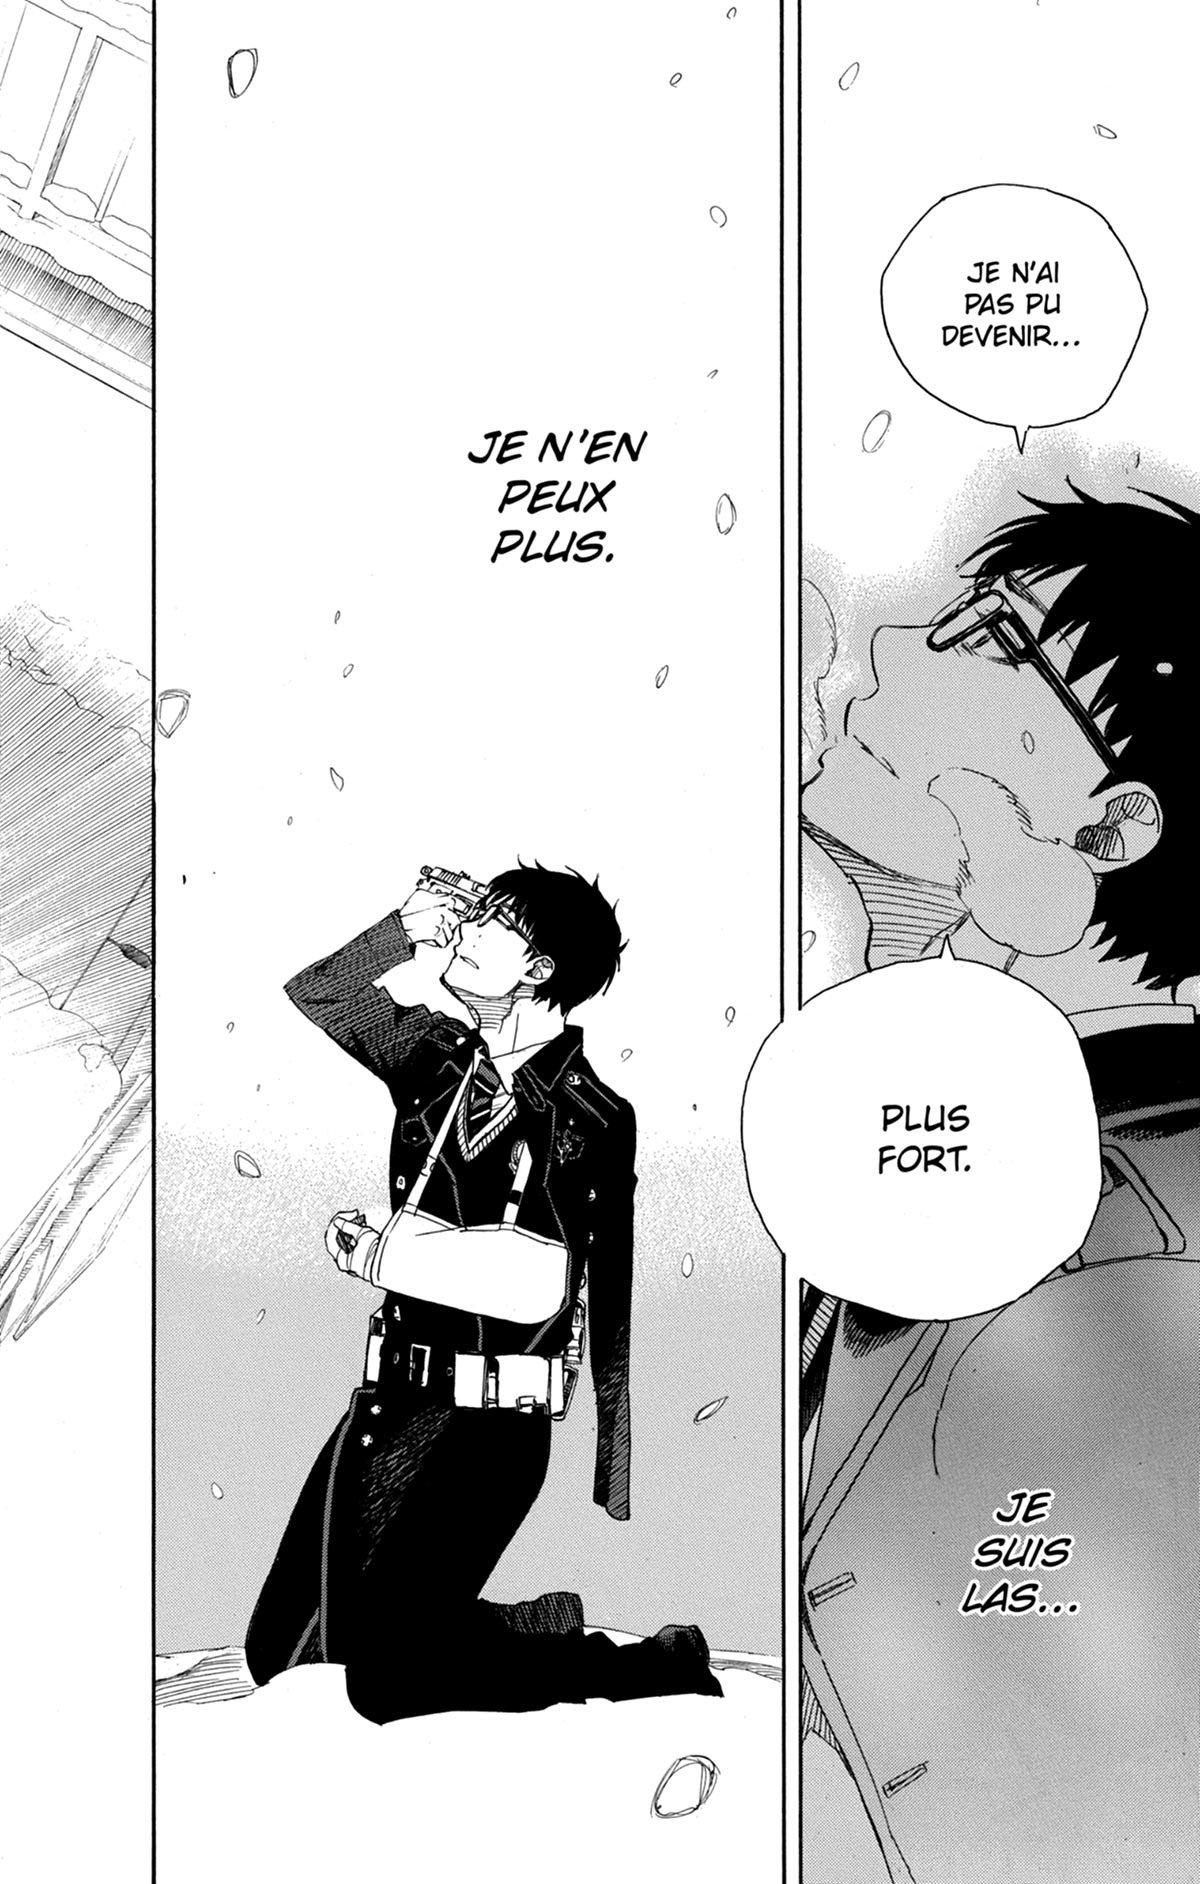 JE N'AI
PAS PU
DEVENIR...
PLUS
FORT.
JE
SUIS
LAS...
JE N'EN
PEUX
PLUS.